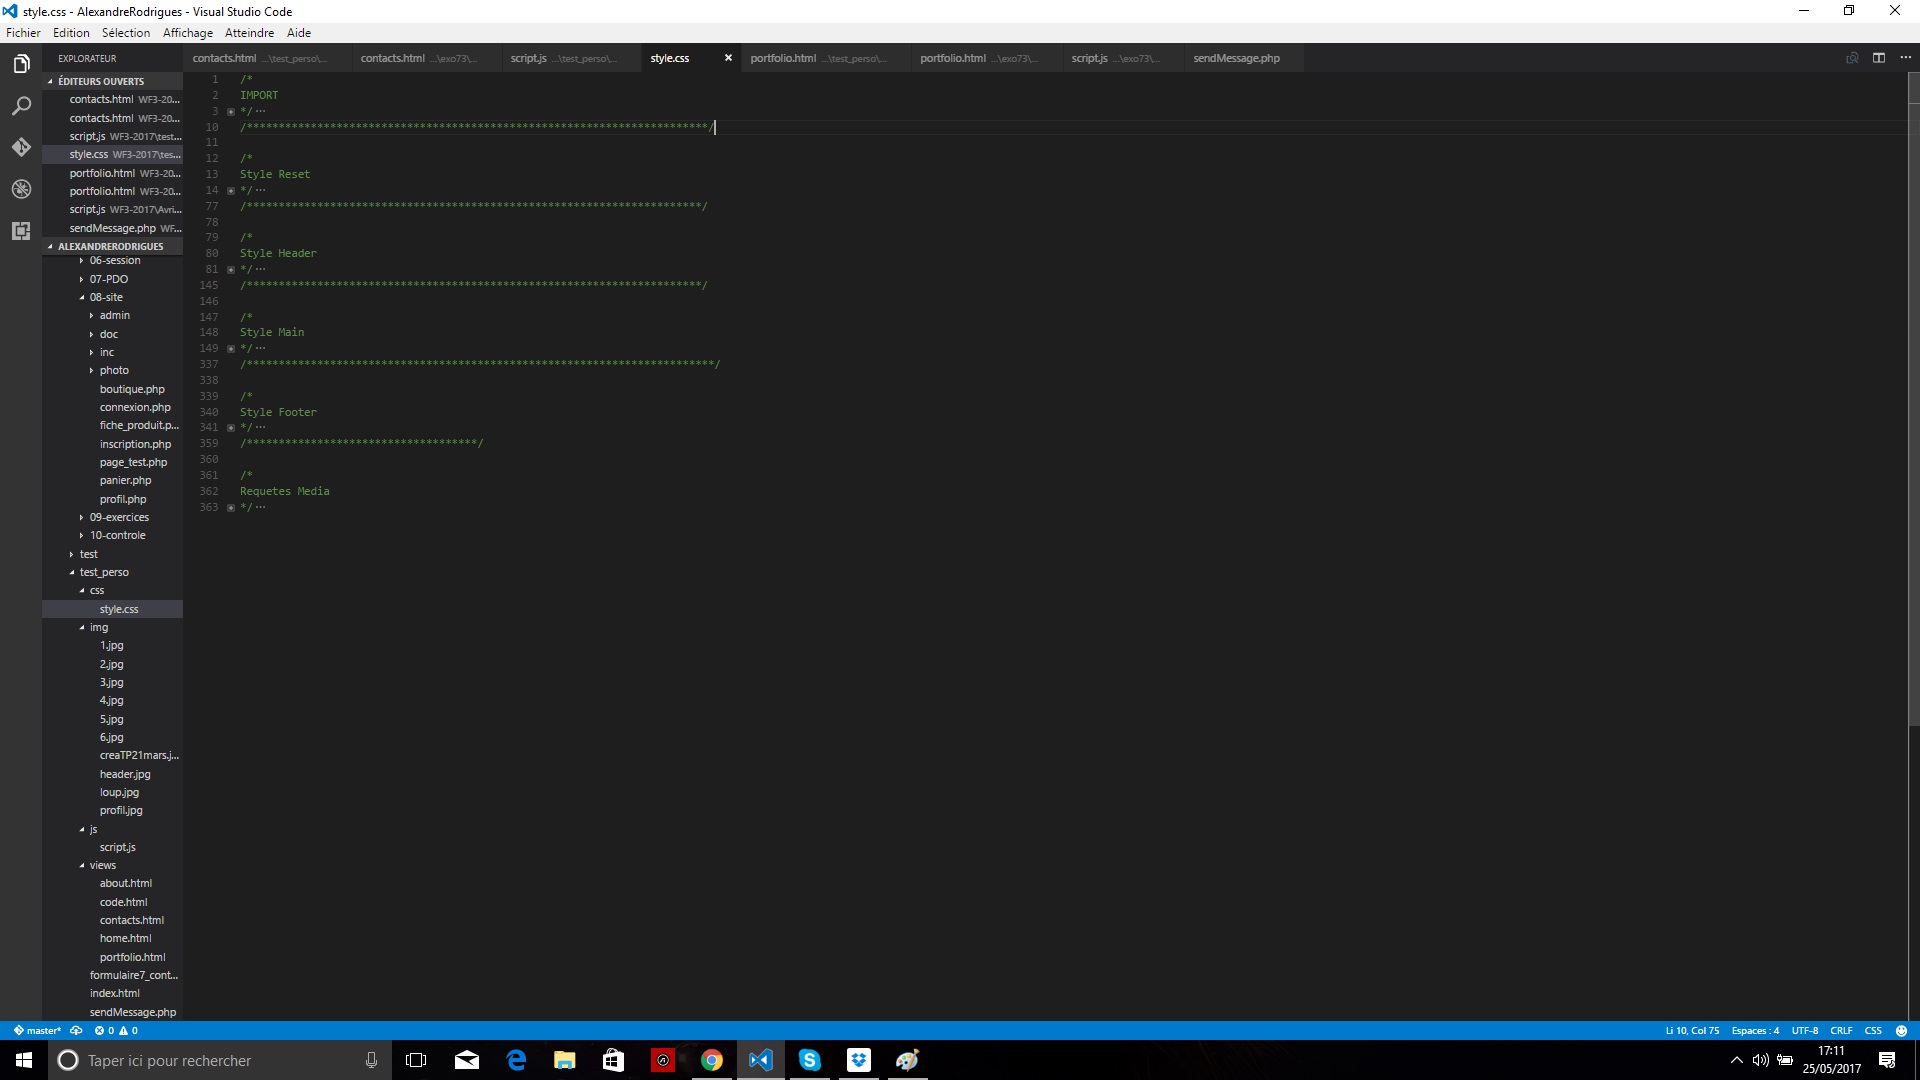 style.css - AlexandreRodrigues - Visual Studio Code
Fichier Edition Sélection Affichage Atteindre Aide
EXPLORATEUR
ÉDITEURS OUVERTS
contacts.html WF3-20...
contacts.html WF3-20...
script.js WF3-2017\test...
style.css WF3-2017\tes...
portfolio.html WF3-20...
portfolio.html WF3-20...
script.js WF3-2017\Avri...
sendMessage.php WF...
ALEXANDRERODRIGUES
06-session
07-PDO
08-site
admin
doc
inc
photo
boutique.php
connexion.php
fiche_produit.p...
inscription.php
page_test.php
panier.php
profil.php
09-exercices
10-controle
test
test_perso
css
style.css
img
1.jpg
2.jpg
3.jpg
4.jpg
5.jpg
6.jpg
creaTP21mars.j...
header.jpg
loup.jpg
profil.jpg
js
script.js
views
about.html
code.html
contacts.html
home.html
portfolio.html
formulaire7_cont...
index.html
sendMessage.php
contacts.html ...\test_perso\... contacts.html ...\exo73\... script.js ...\test_perso\... style.css portfolio.html ...\test_perso\... portfolio.html ...\exo73\... script.js ...\exo73\... sendMessage.php
1 /*
2 IMPORT
3 */ ...
10 /************************************************************************/
11
12 /*
13 Style Reset
14 */ ...
77 /***********************************************************************/
78
79 /*
80 Style Header
81 */ ...
145 /***********************************************************************/
146
147 /*
148 Style Main
149 */ ...
337 /*************************************************************************/
338
339 /*
340 Style Footer
341 */ ...
359 /************************************/
360
361 /*
362 Requetes Media
363 */ ...
master* 0 0 Li 10, Col 75 Espaces : 4 UTF-8 CRLF CSS
Taper ici pour rechercher
17:11
25/05/2017